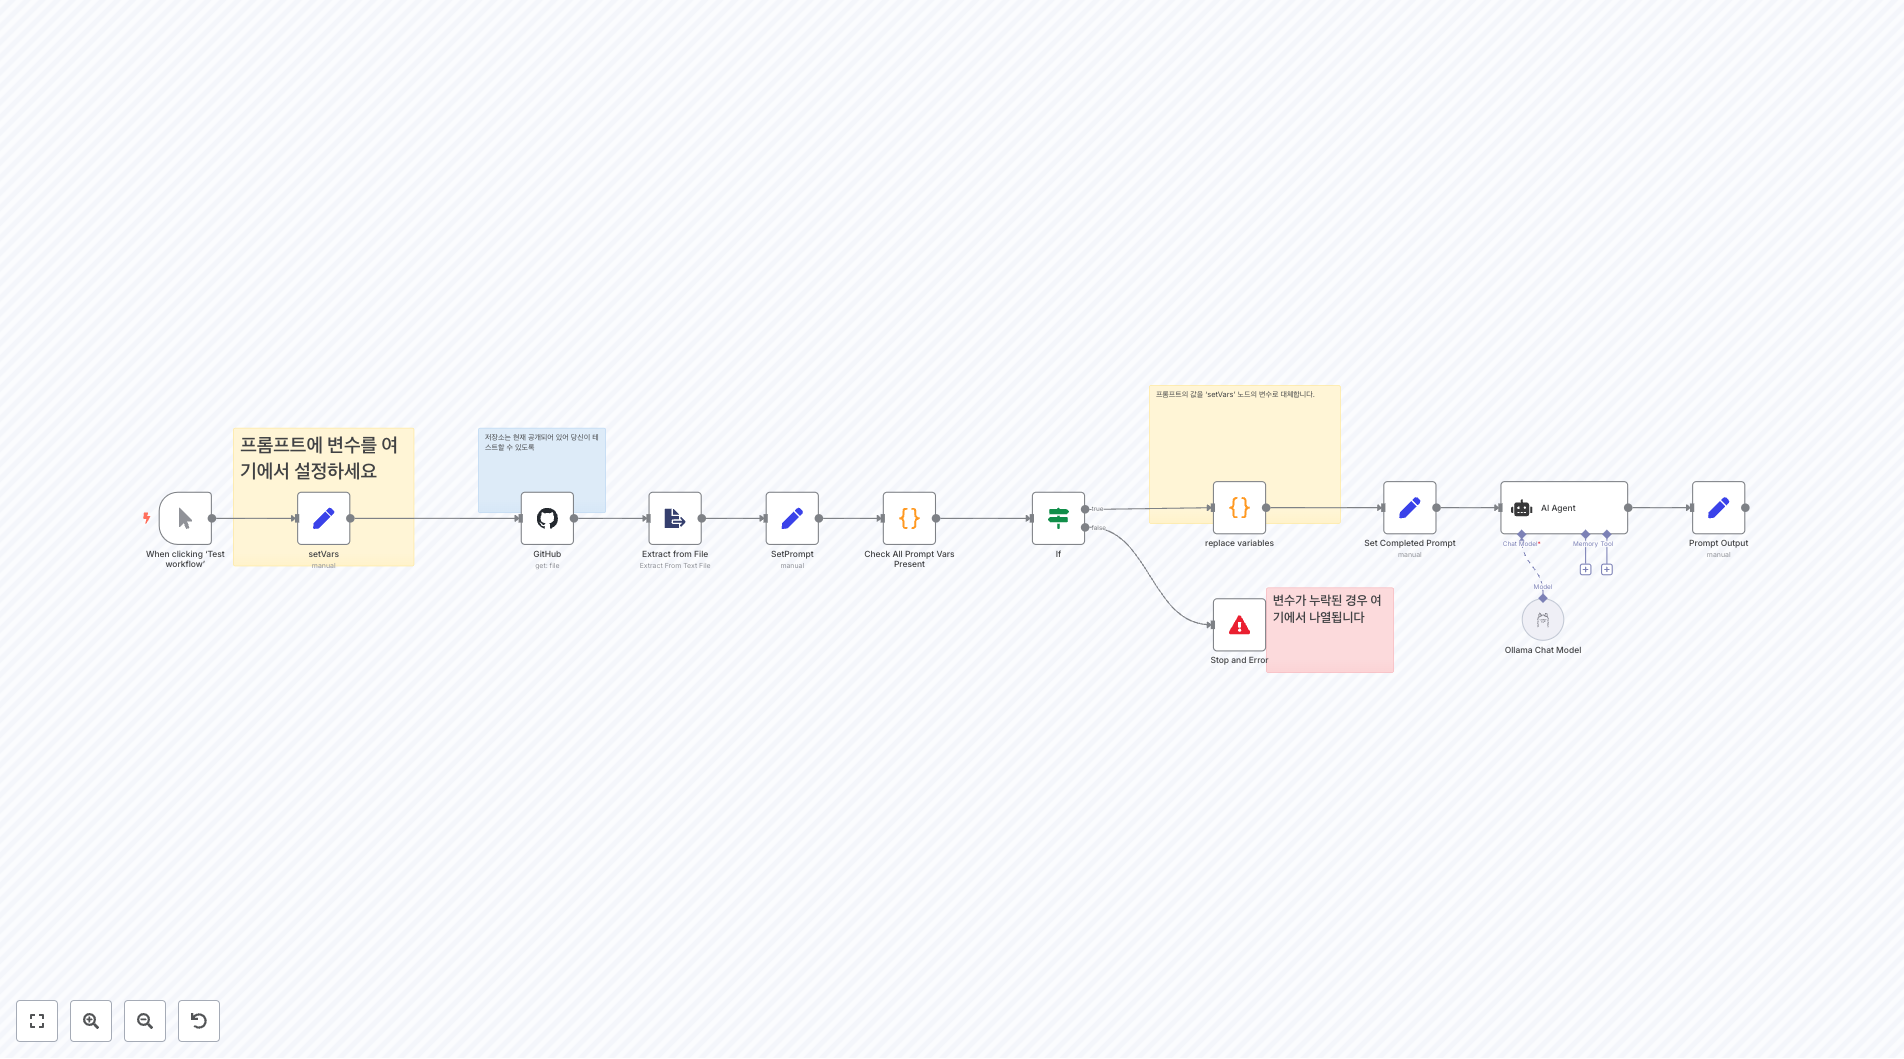 프롬프트의 값을 'setVars' 노드의 변수로 대체합니다.
프롬프트에 변수를 여
기에서 설정하세요
저장소는 현재 공개되어 있어 당신이 테
스트할 수 있도록
When clicking 'Test
workflow'
setVars
manual
GitHub
get: file
Extract from File
Extract From Text File
SetPrompt
manual
Check All Prompt Vars
Present
If
true
false
replace variables
Set Completed Prompt
manual
AI Agent
Chat Model*
Memory
Tool
Model
Ollama Chat Model
Prompt Output
manual
Stop and Error
변수가 누락된 경우 여
기에서 나열됩니다